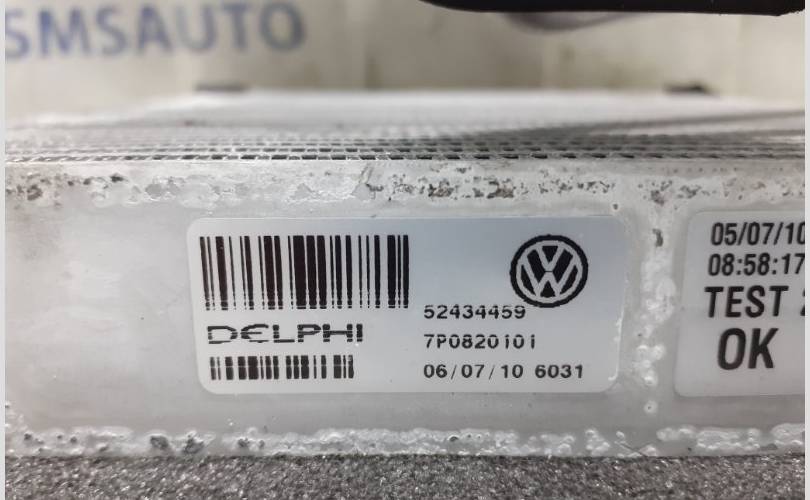 SMSAUTO
52434459
DELPHI
7P0820101
06/07/10 6031
05/07/10
08:58:17
TEST
OK